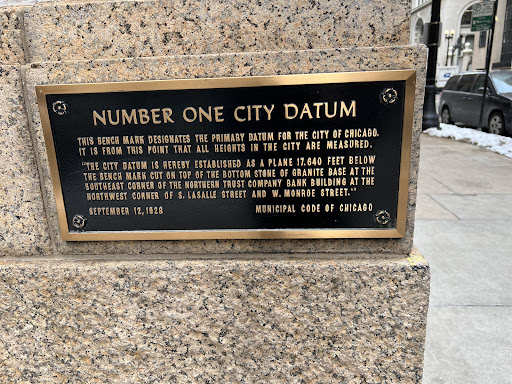 NUMBER ONE CITY DATUM
THIS BENCH MARK DESIGNATES THE PRIMARY DATUM FOR THE CITY OF CHICAGO.
IT IS FROM THIS POINT THAT ALL HEIGHTS IN THE CITY ARE MEASURED.
"THE CITY DATUM IS HEREBY ESTABLISHED AS A PLANE 17.640 FEET BELOW
THE BENCH MARK CUT ON TOP OF THE BOTTOM STONE OF GRANITE BASE AT THE
SOUTHEAST CORNER OF THE NORTHERN TRUST COMPANY BANK BUILDING AT THE
NORTHWEST CORNER OF S. LASALLE STREET AND W. MONROE STREET."
SEPTEMBER 12, 1928 MUNICIPAL CODE OF CHICAGO